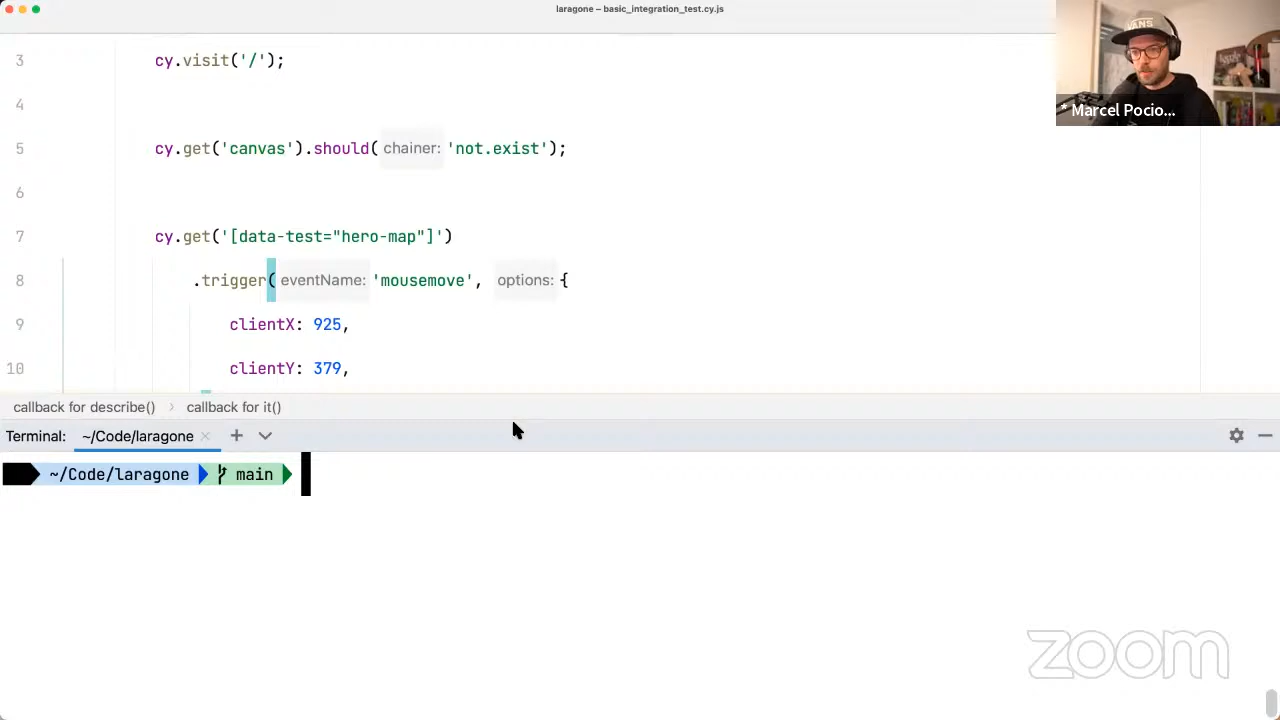 laragone – basic_integration_test.cy.js
VANS
* Marcel Pocio...
3 cy.visit('/');
4
5 cy.get('canvas').should( chainer: 'not.exist');
6
7 cy.get('[data-test="hero-map"]')
8 .trigger( eventName: 'mousemove', options: {
9 clientX: 925,
10 clientY: 379,
callback for describe() › callback for it()
Terminal: ~/Code/laragone × +
~/Code/laragone main
zoom